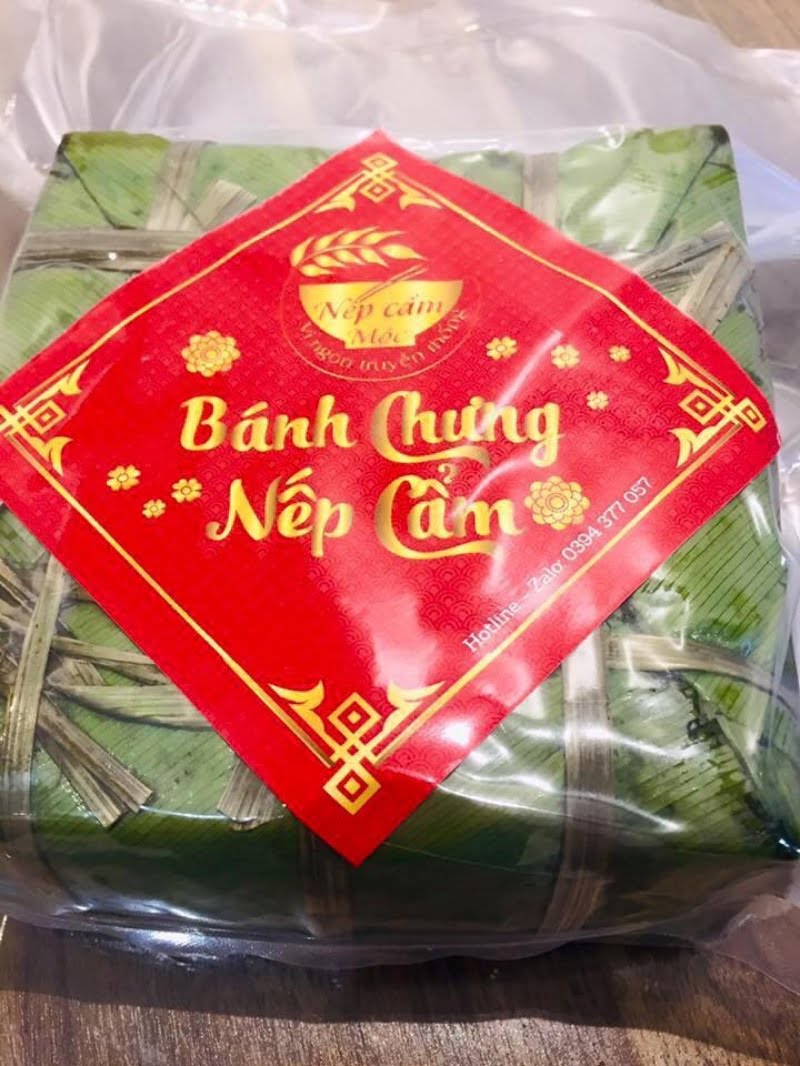 Nếp cẩm
Mộc
Vị ngon truyền thống
Bánh Chưng
Nếp Cẩm
Hotline - Zalo: 0394 377 057